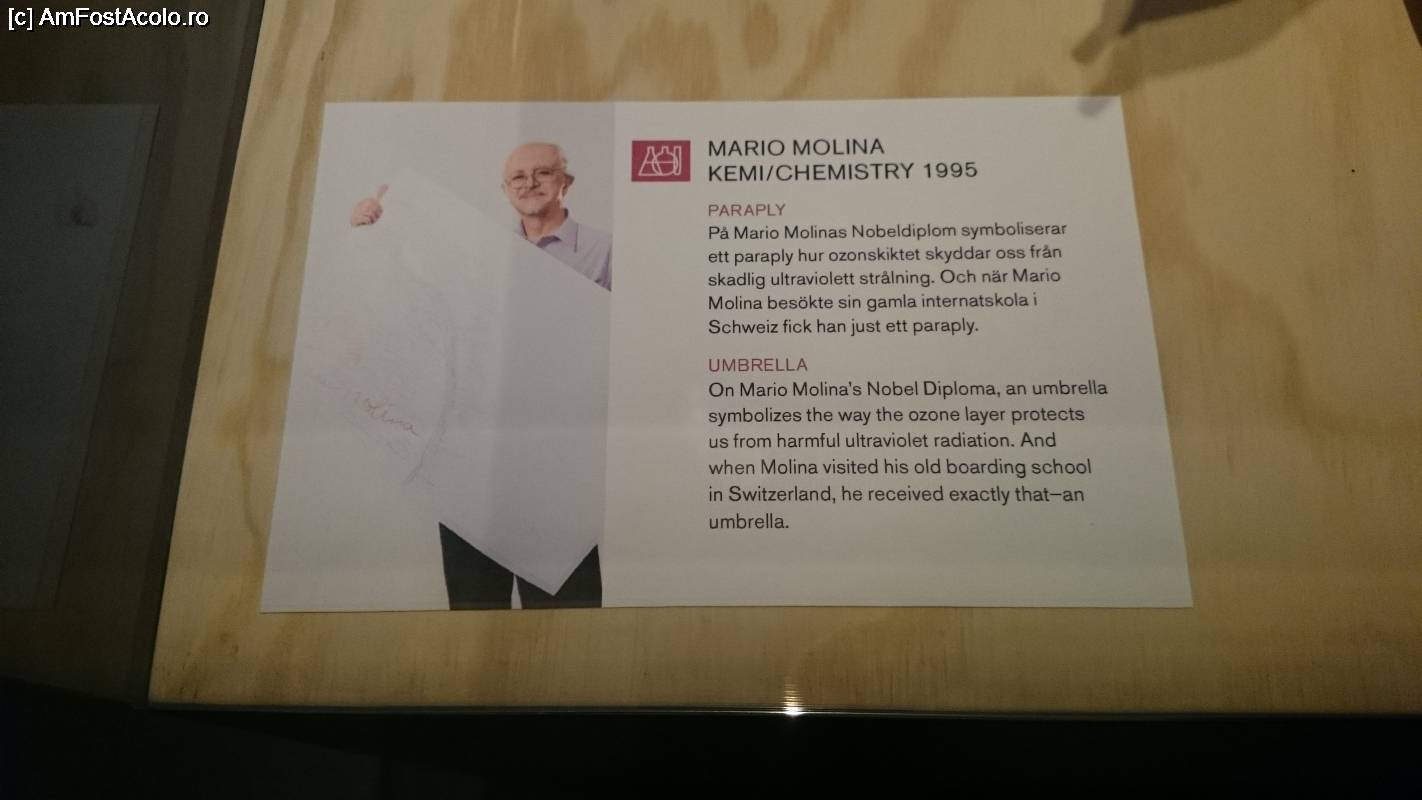 [c] AmFostAcolo.ro
MARIO MOLINA
KEMI/CHEMISTRY 1995
PARAPLY
På Mario Molinas Nobeldiplom symboliserar
ett paraply hur ozonskiktet skyddar oss från
skadlig ultraviolett strålning. Och när Mario
Molina besökte sin gamla internatskola i
Schweiz fick han just ett paraply.
UMBRELLA
On Mario Molina's Nobel Diploma, an umbrella
symbolizes the way the ozone layer protects
us from harmful ultraviolet radiation. And
when Molina visited his old boarding school
in Switzerland, he received exactly that—an
umbrella.
Molina